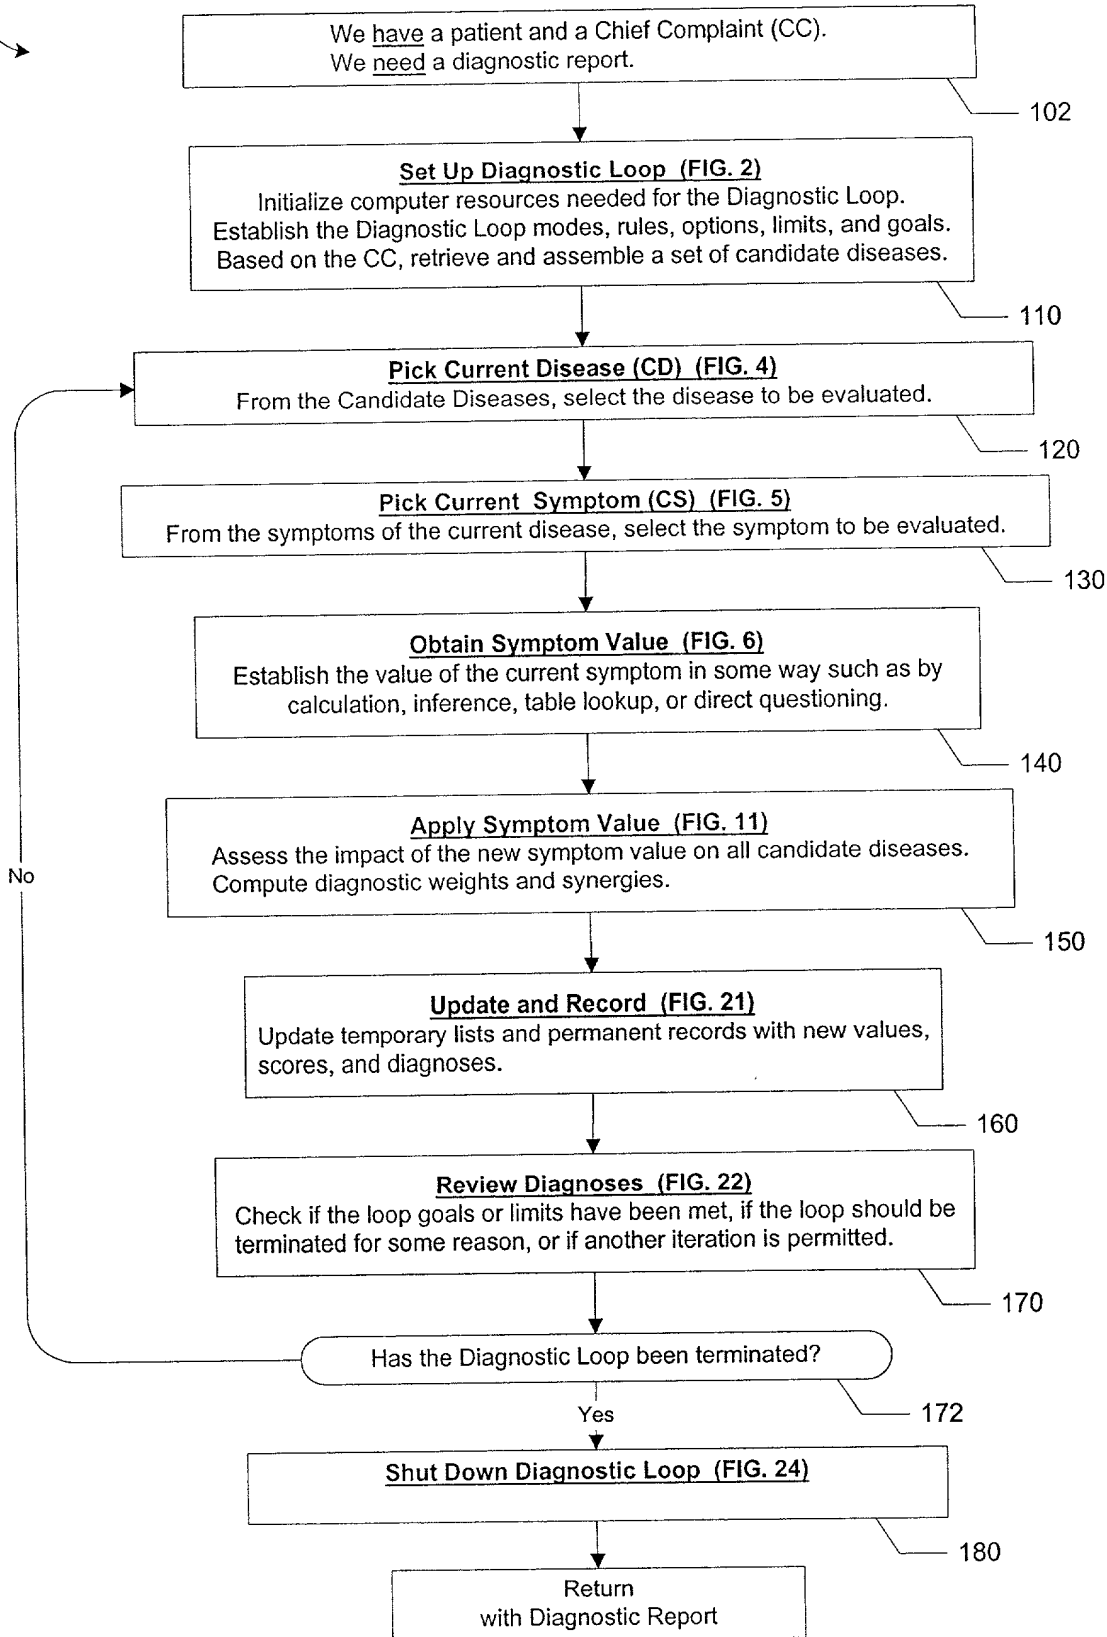 We have a patient and a Chief Complaint (CC).
We need a diagnostic report.
102
Set Up Diagnostic Loop (FIG. 2)
Initialize computer resources needed for the Diagnostic Loop.
Establish the Diagnostic Loop modes, rules, options, limits, and goals.
Based on the CC, retrieve and assemble a set of candidate diseases.
110
Pick Current Disease (CD) (FIG. 4)
From the Candidate Diseases, select the disease to be evaluated.
120
Pick Current Symptom (CS) (FIG. 5)
From the symptoms of the current disease, select the symptom to be evaluated.
130
Obtain Symptom Value (FIG. 6)
Establish the value of the current symptom in some way such as by
calculation, inference, table lookup, or direct questioning.
140
Apply Symptom Value (FIG. 11)
Assess the impact of the new symptom value on all candidate diseases.
Compute diagnostic weights and synergies.
No
150
Update and Record (FIG. 21)
Update temporary lists and permanent records with new values,
scores, and diagnoses.
160
Review Diagnoses (FIG. 22)
Check if the loop goals or limits have been met, if the loop should be
terminated for some reason, or if another iteration is permitted.
170
Has the Diagnostic Loop been terminated?
172
Yes
Shut Down Diagnostic Loop (FIG. 24)
180
Return
with Diagnostic Report